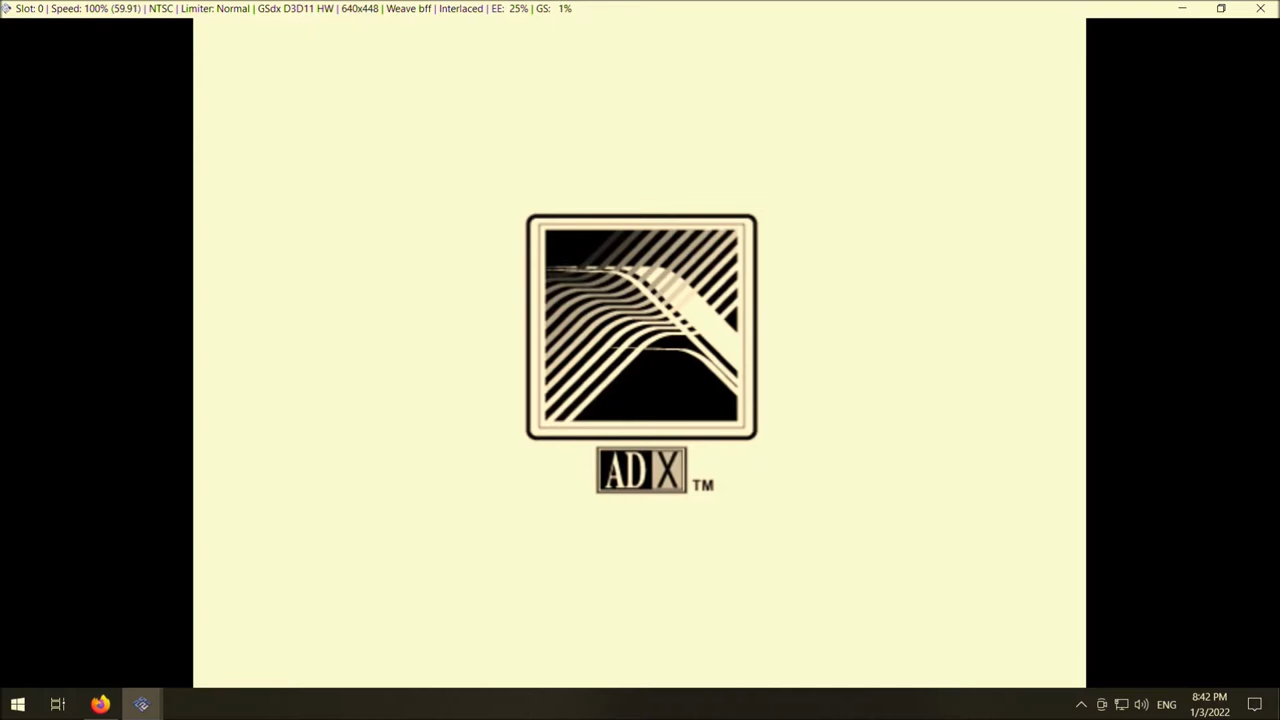 Slot: 0 | Speed: 100% (59.91) | NTSC | Limiter: Normal | GSdx D3D11 HW | 640x448 | Weave bff | Interlaced | EE: 25% | GS: 1%
ADX TM
ENG
8:42 PM
1/3/2022